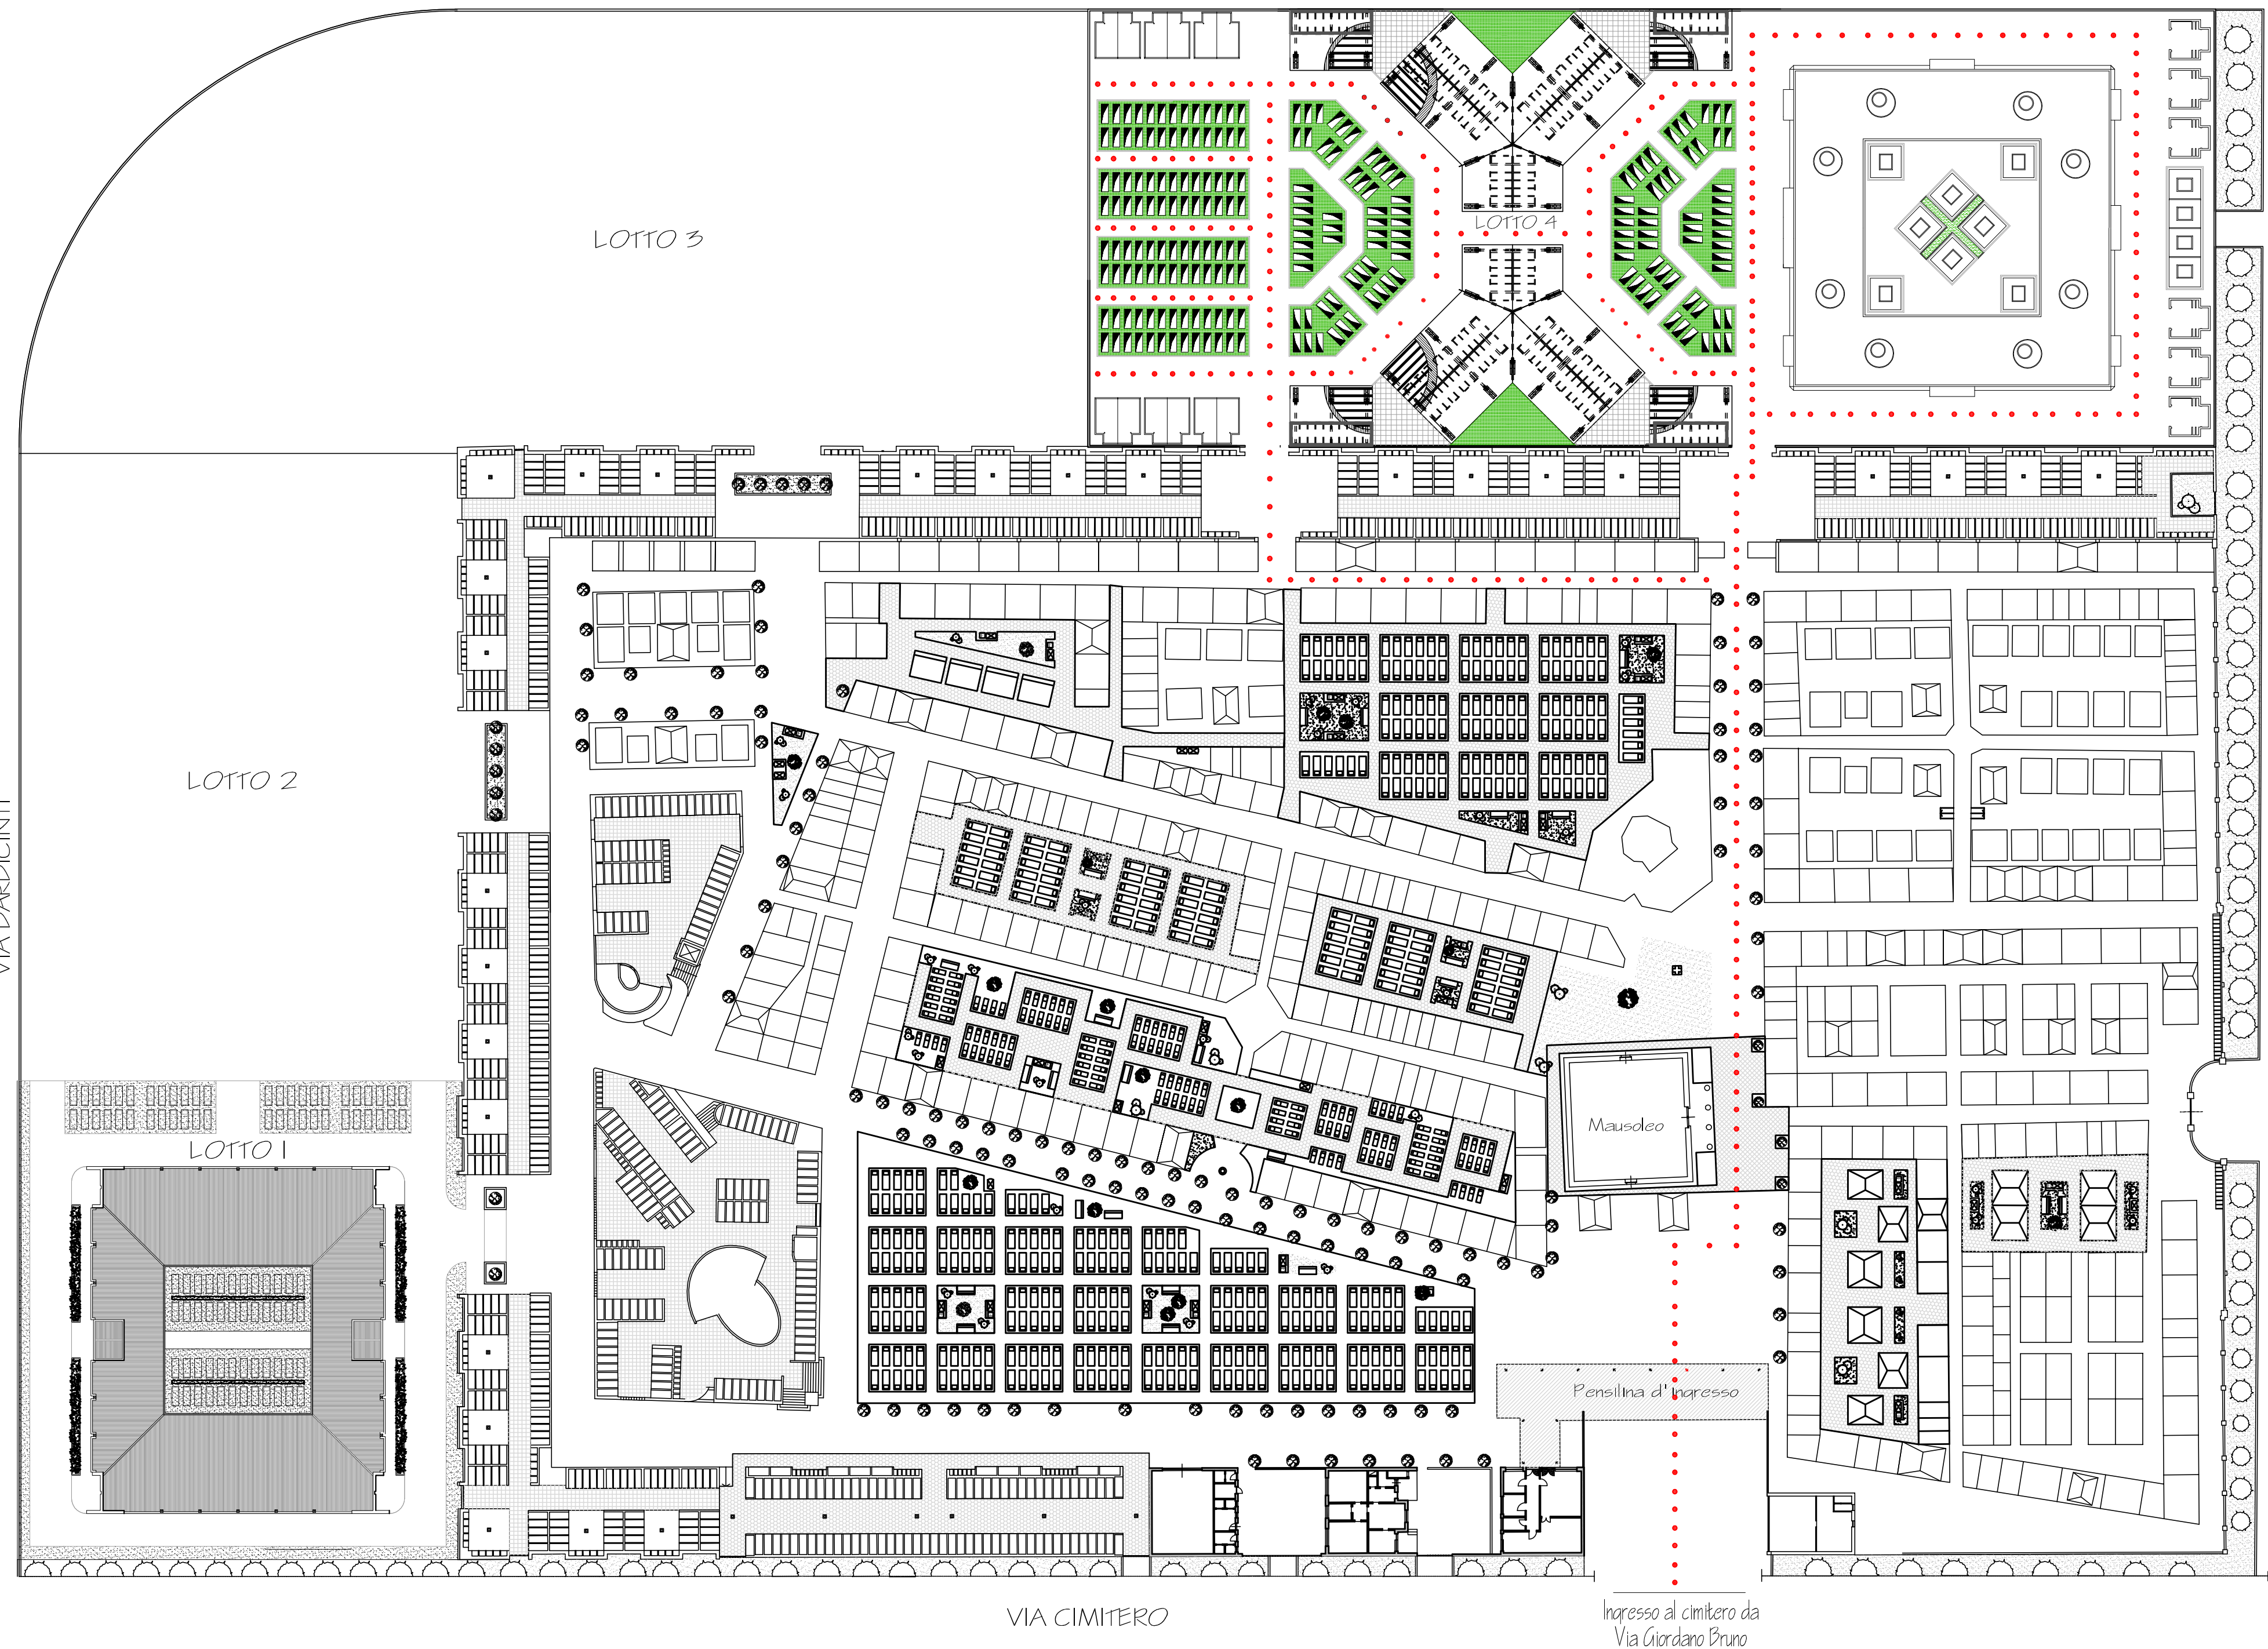 LOTTO 3
LOTTO 4
LOTTO 2
VIA DARDICINTI
LOTTO 1
Mausoleo
Pensilina d'Ingresso
VIA CIMITERO
Ingresso al cimitero da
Via Giordano Bruno